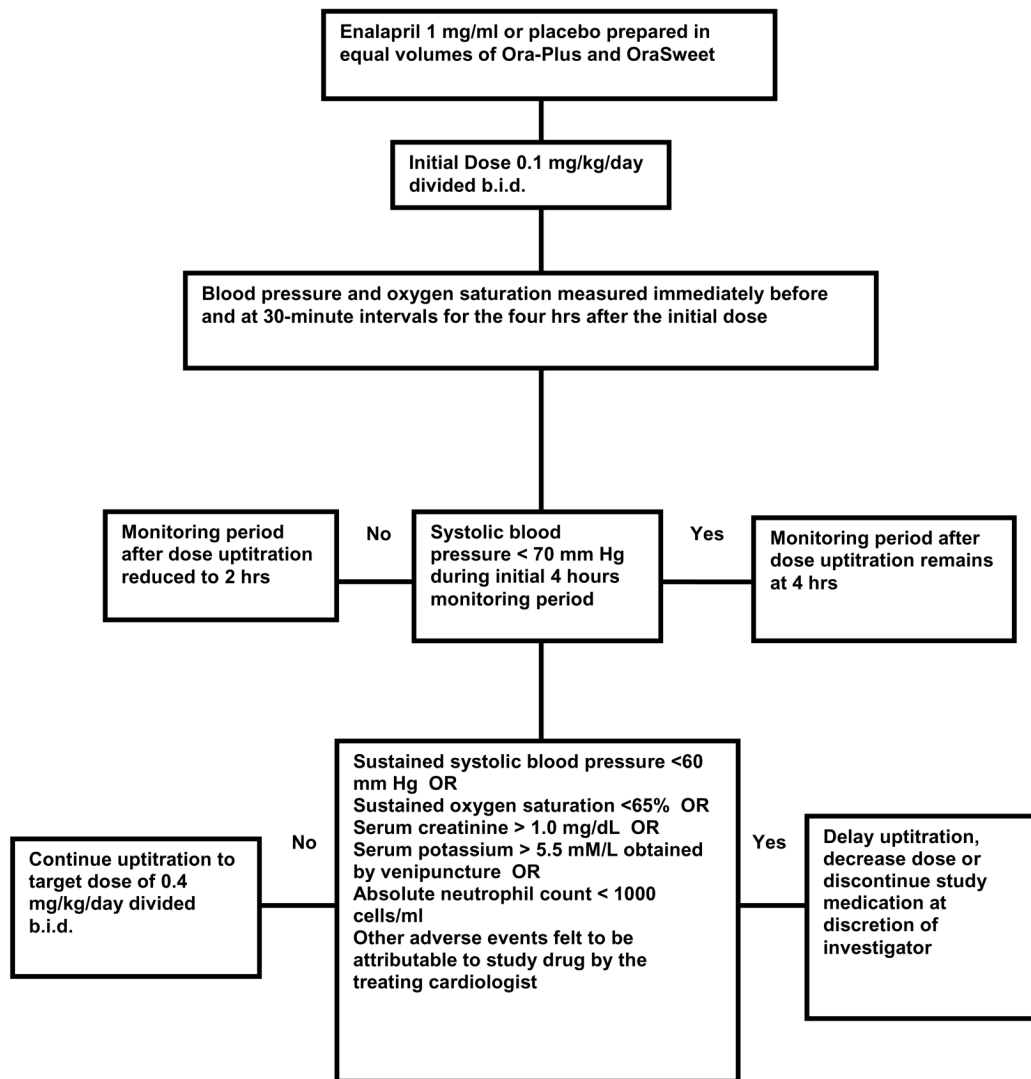 Enalapril 1 mg/ml or placebo prepared in
equal volumes of Ora-Plus and OraSweet
Initial Dose 0.1 mg/kg/day
divided b.i.d.
Blood pressure and oxygen saturation measured immediately before
and at 30-minute intervals for the four hrs after the initial dose
Monitoring period
after dose uptitration
reduced to 2 hrs
No
Systolic blood
pressure < 70 mm Hg
during initial 4 hours
monitoring period
Yes
Monitoring period after
dose uptitration remains
at 4 hrs
Continue uptitration to
target dose of 0.4
mg/kg/day divided
b.i.d.
No
Sustained systolic blood pressure <60
mm Hg  OR
Sustained oxygen saturation <65%  OR
Serum creatinine > 1.0 mg/dL  OR
Serum potassium > 5.5 mM/L obtained
by venipuncture  OR
Absolute neutrophil count < 1000
cells/ml
Other adverse events felt to be
attributable to study drug by the
treating cardiologist
Yes
Delay uptitration,
decrease dose or
discontinue study
medication at
discretion of
investigator